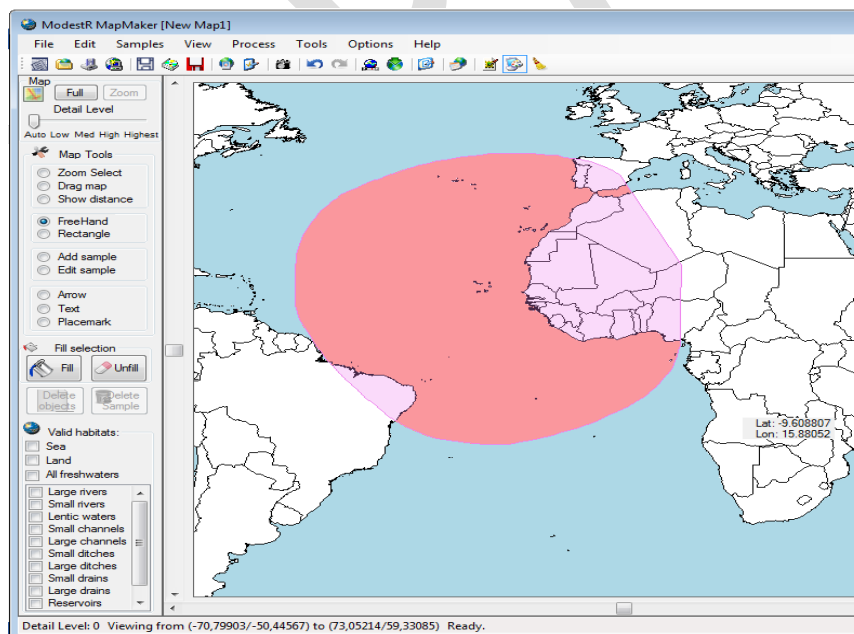 ModestR MapMaker [New Map1]
File Edit Samples View Process Tools Options Help
Map
Full Zoom
Detail Level
Auto Low Med High Highest
Map Tools
Zoom Select
Drag map
Show distance
FreeHand
Rectangle
Add sample
Edit sample
Arrow
Text
Placemark
Fill selection
Fill Unfill
Delete objects
Delete Sample
Valid habitats:
Sea
Land
All freshwaters
Large rivers
Small rivers
Lentic waters
Small channels
Large channels
Small ditches
Large ditches
Small drains
Large drains
Reservoirs
Lat: -9.608807
Lon: 15.88052
Detail Level: 0 Viewing from (-70,79903/-50,44567) to (73,05214/59,33085) Ready.